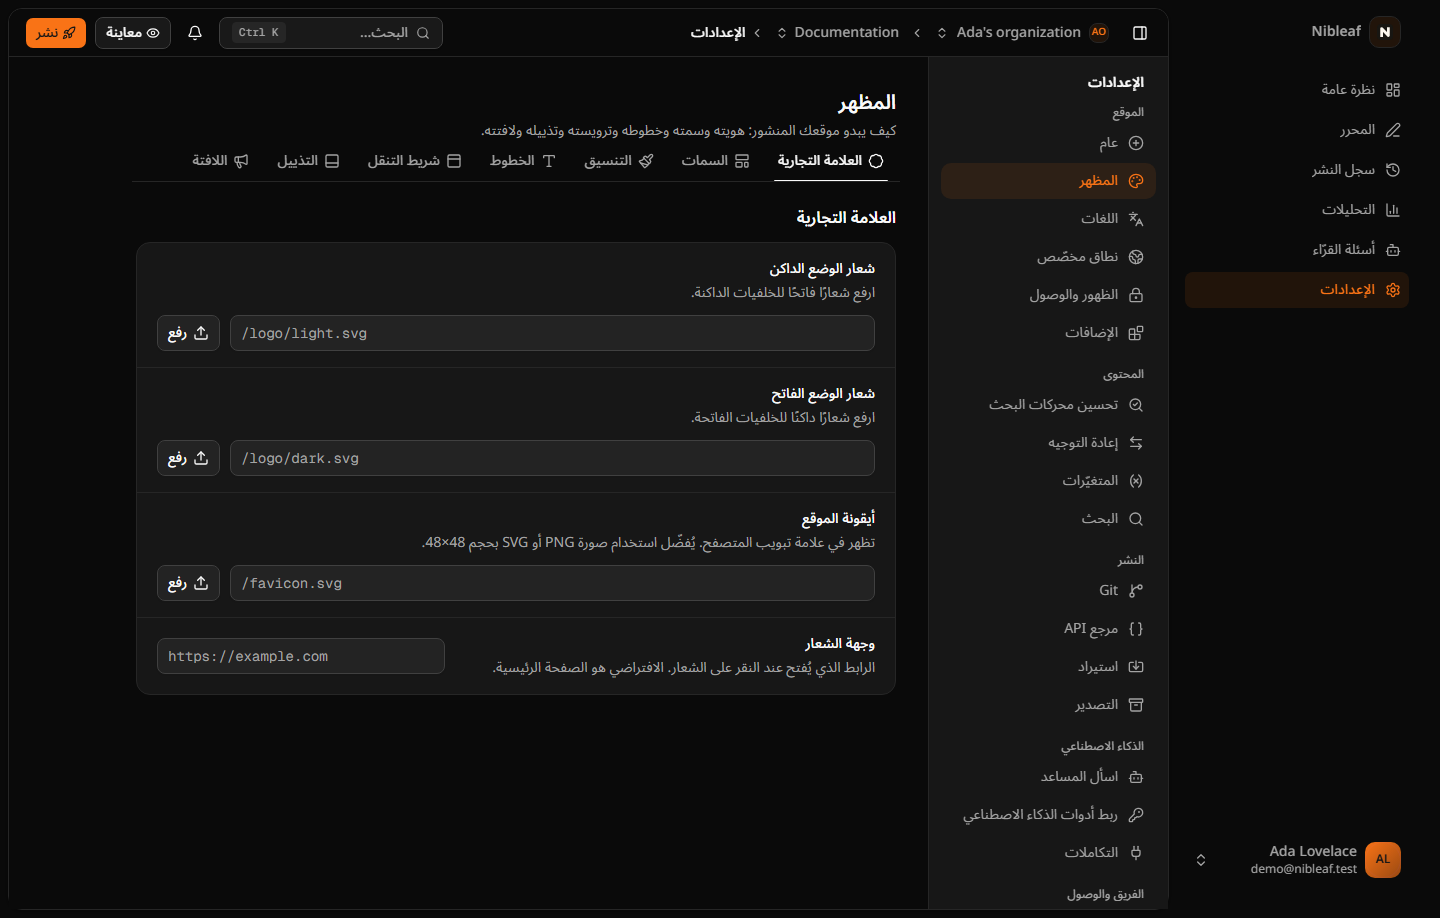 Nibleaf
N
نظرة عامة
المحرر
سجل النشر
التحليلات
أسئلة القرّاء
الإعدادات
Ada Lovelace
demo@nibleaf.test
AL
AO
Ada's organization
Documentation
الإعدادات
البحث...
Ctrl K
معاينة
نشر
الإعدادات
الموقع
عام
المظهر
اللغات
نطاق مخصّص
الظهور والوصول
الإضافات
المحتوى
تحسين محركات البحث
إعادة التوجيه
المتغيّرات
البحث
النشر
Git
مرجع API
استيراد
التصدير
الذكاء الاصطناعي
اسأل المساعد
ربط أدوات الذكاء الاصطناعي
التكاملات
الفريق والوصول
المظهر
كيف يبدو موقعك المنشور: هويته وسمته وخطوطه وترويسته وتذييله ولافتته.
العلامة التجارية
السمات
التنسيق
الخطوط
شريط التنقل
التذييل
اللافتة
العلامة التجارية
شعار الوضع الداكن
ارفع شعارًا فاتحًا للخلفيات الداكنة.
/logo/light.svg
رفع
شعار الوضع الفاتح
ارفع شعارًا داكنًا للخلفيات الفاتحة.
/logo/dark.svg
رفع
أيقونة الموقع
تظهر في علامة تبويب المتصفح. يُفضّل استخدام صورة PNG أو SVG بحجم 48×48.
/favicon.svg
رفع
وجهة الشعار
الرابط الذي يُفتح عند النقر على الشعار. الافتراضي هو الصفحة الرئيسية.
https://example.com